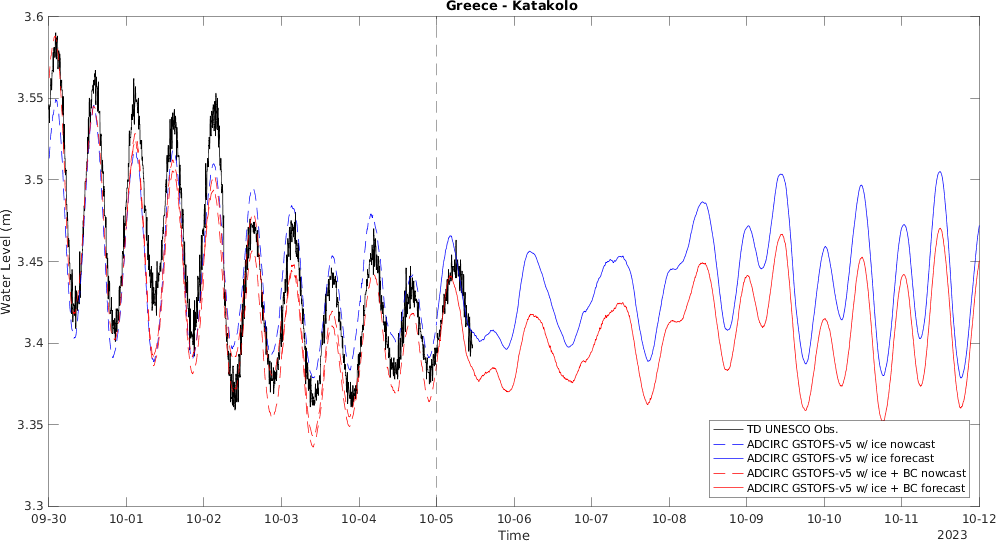 Greece - Katakolo
3.6
3.55
3.5
3.45
3.4
3.35
3.3
Water Level (m)
TD UNESCO Obs.
ADCIRC GSTOFS-v5 w/ ice nowcast
ADCIRC GSTOFS-v5 w/ ice forecast
ADCIRC GSTOFS-v5 w/ ice + BC nowcast
ADCIRC GSTOFS-v5 w/ ice + BC forecast
09-30 10-01 10-02 10-03 10-04 10-05 10-06 10-07 10-08 10-09 10-10 10-11 10-12
Time
2023